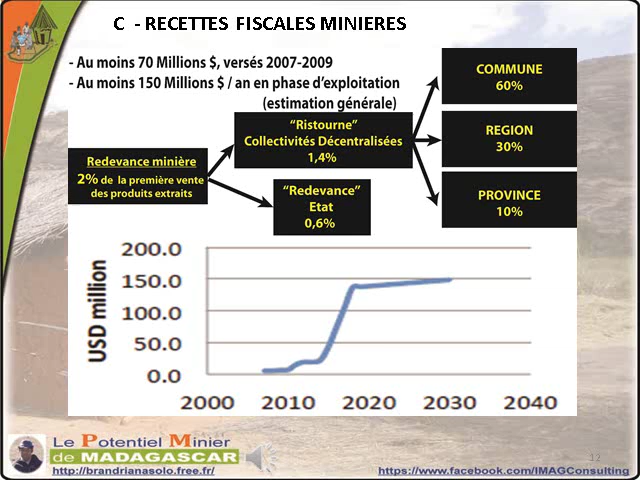 C - RECETTES FISCALES MINIERES
- Au moins 70 Millions $, versés 2007-2009
- Au moins 150 Millions $ / an en phase d’exploitation
(estimation générale)
Redevance minière
2% de la première vente
des produits extraits
“Ristourne”
Collectivités Décentralisées
1,4%
“Redevance”
Etat
0,6%
COMMUNE
60%
REGION
30%
PROVINCE
10%
USD million
200.0
150.0
100.0
50.0
0.0
2000
2010
2020
2030
2040
Le Potentiel Minier
de MADAGASCAR
http://brandrianasolo.free.fr/
12
https://www.facebook.com/IMAGConsulting